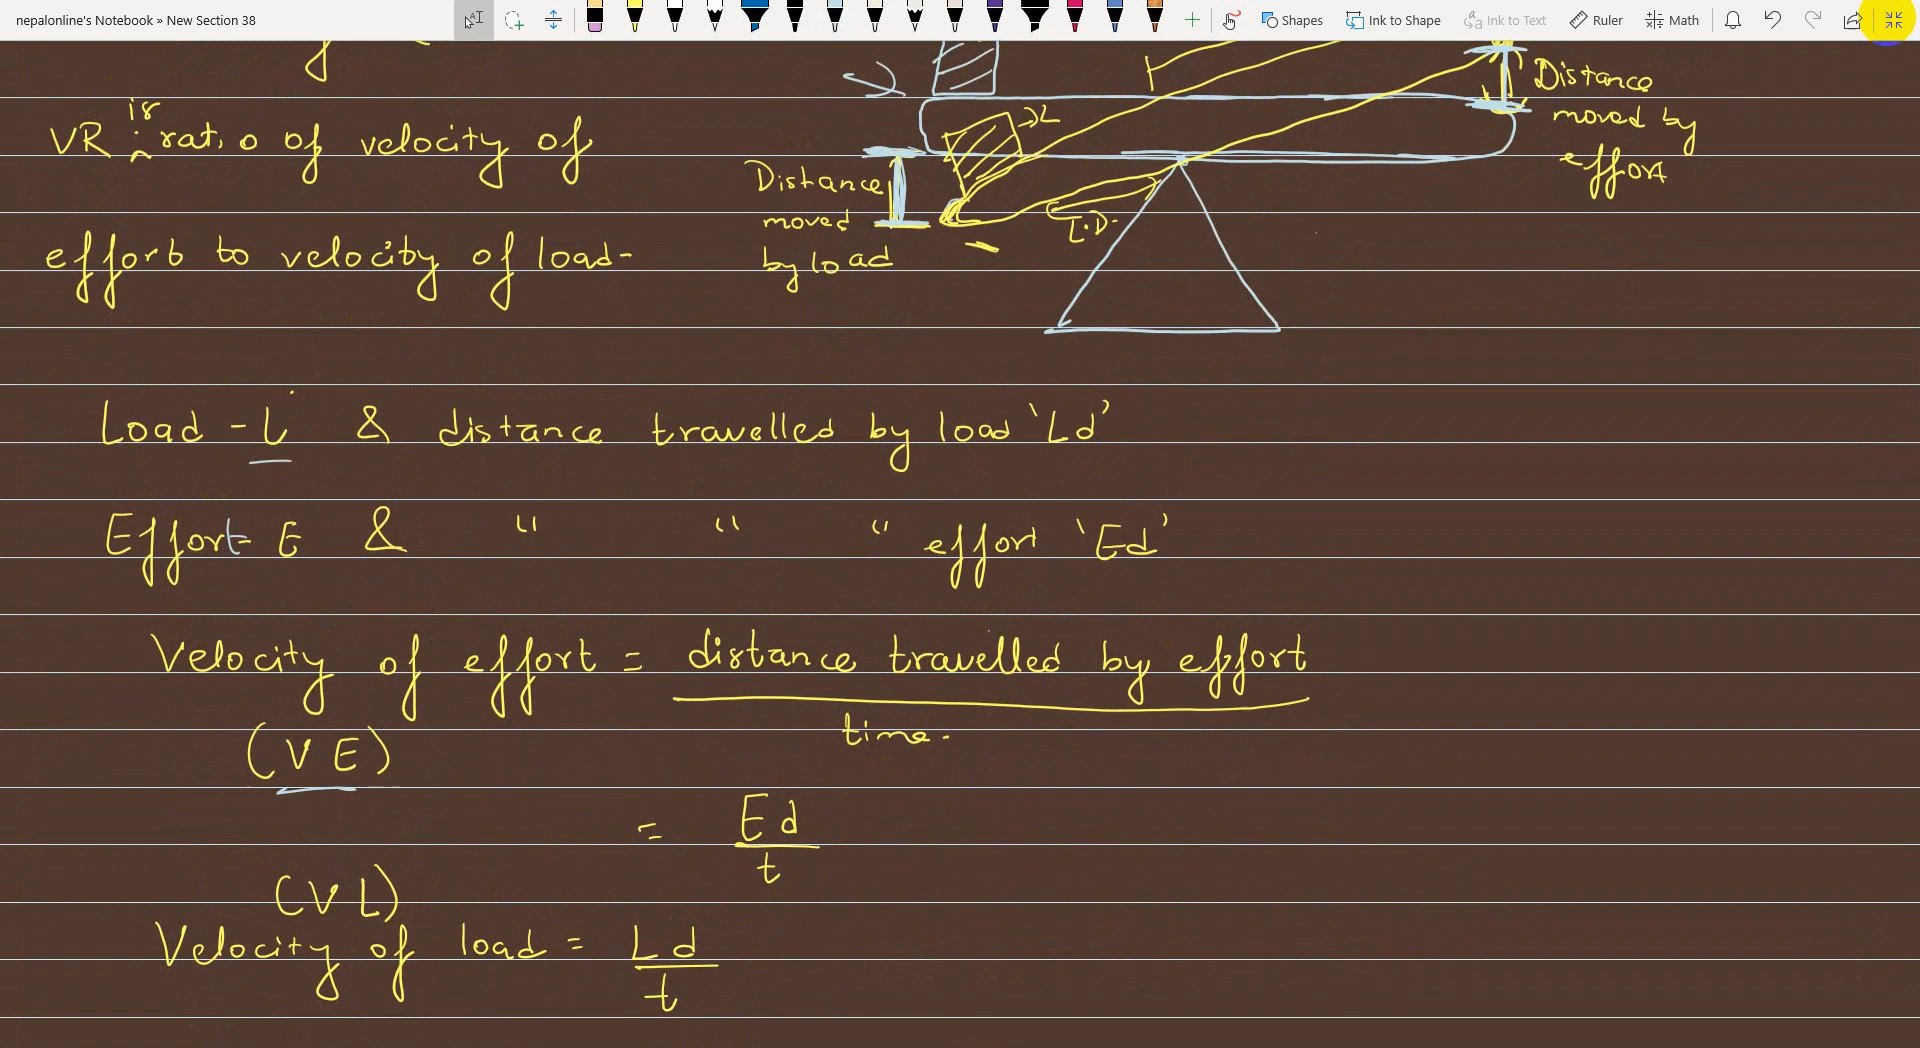 nepalonline's Notebook » New Section 38
Shapes
Ink to Shape
Ink to Text
Ruler
Math
VR is ratio of velocity of
effort to velocity of load-
L
Distance
moved
by load
L.D.
Distance
moved by
effort
Load - L & distance travelled by load 'Ld'
Effort- E & " " " effort 'Ed'
Velocity of effort = distance travelled by effort
time.
(VE)
= Ed
t
(VL)
Velocity of load = Ld
t